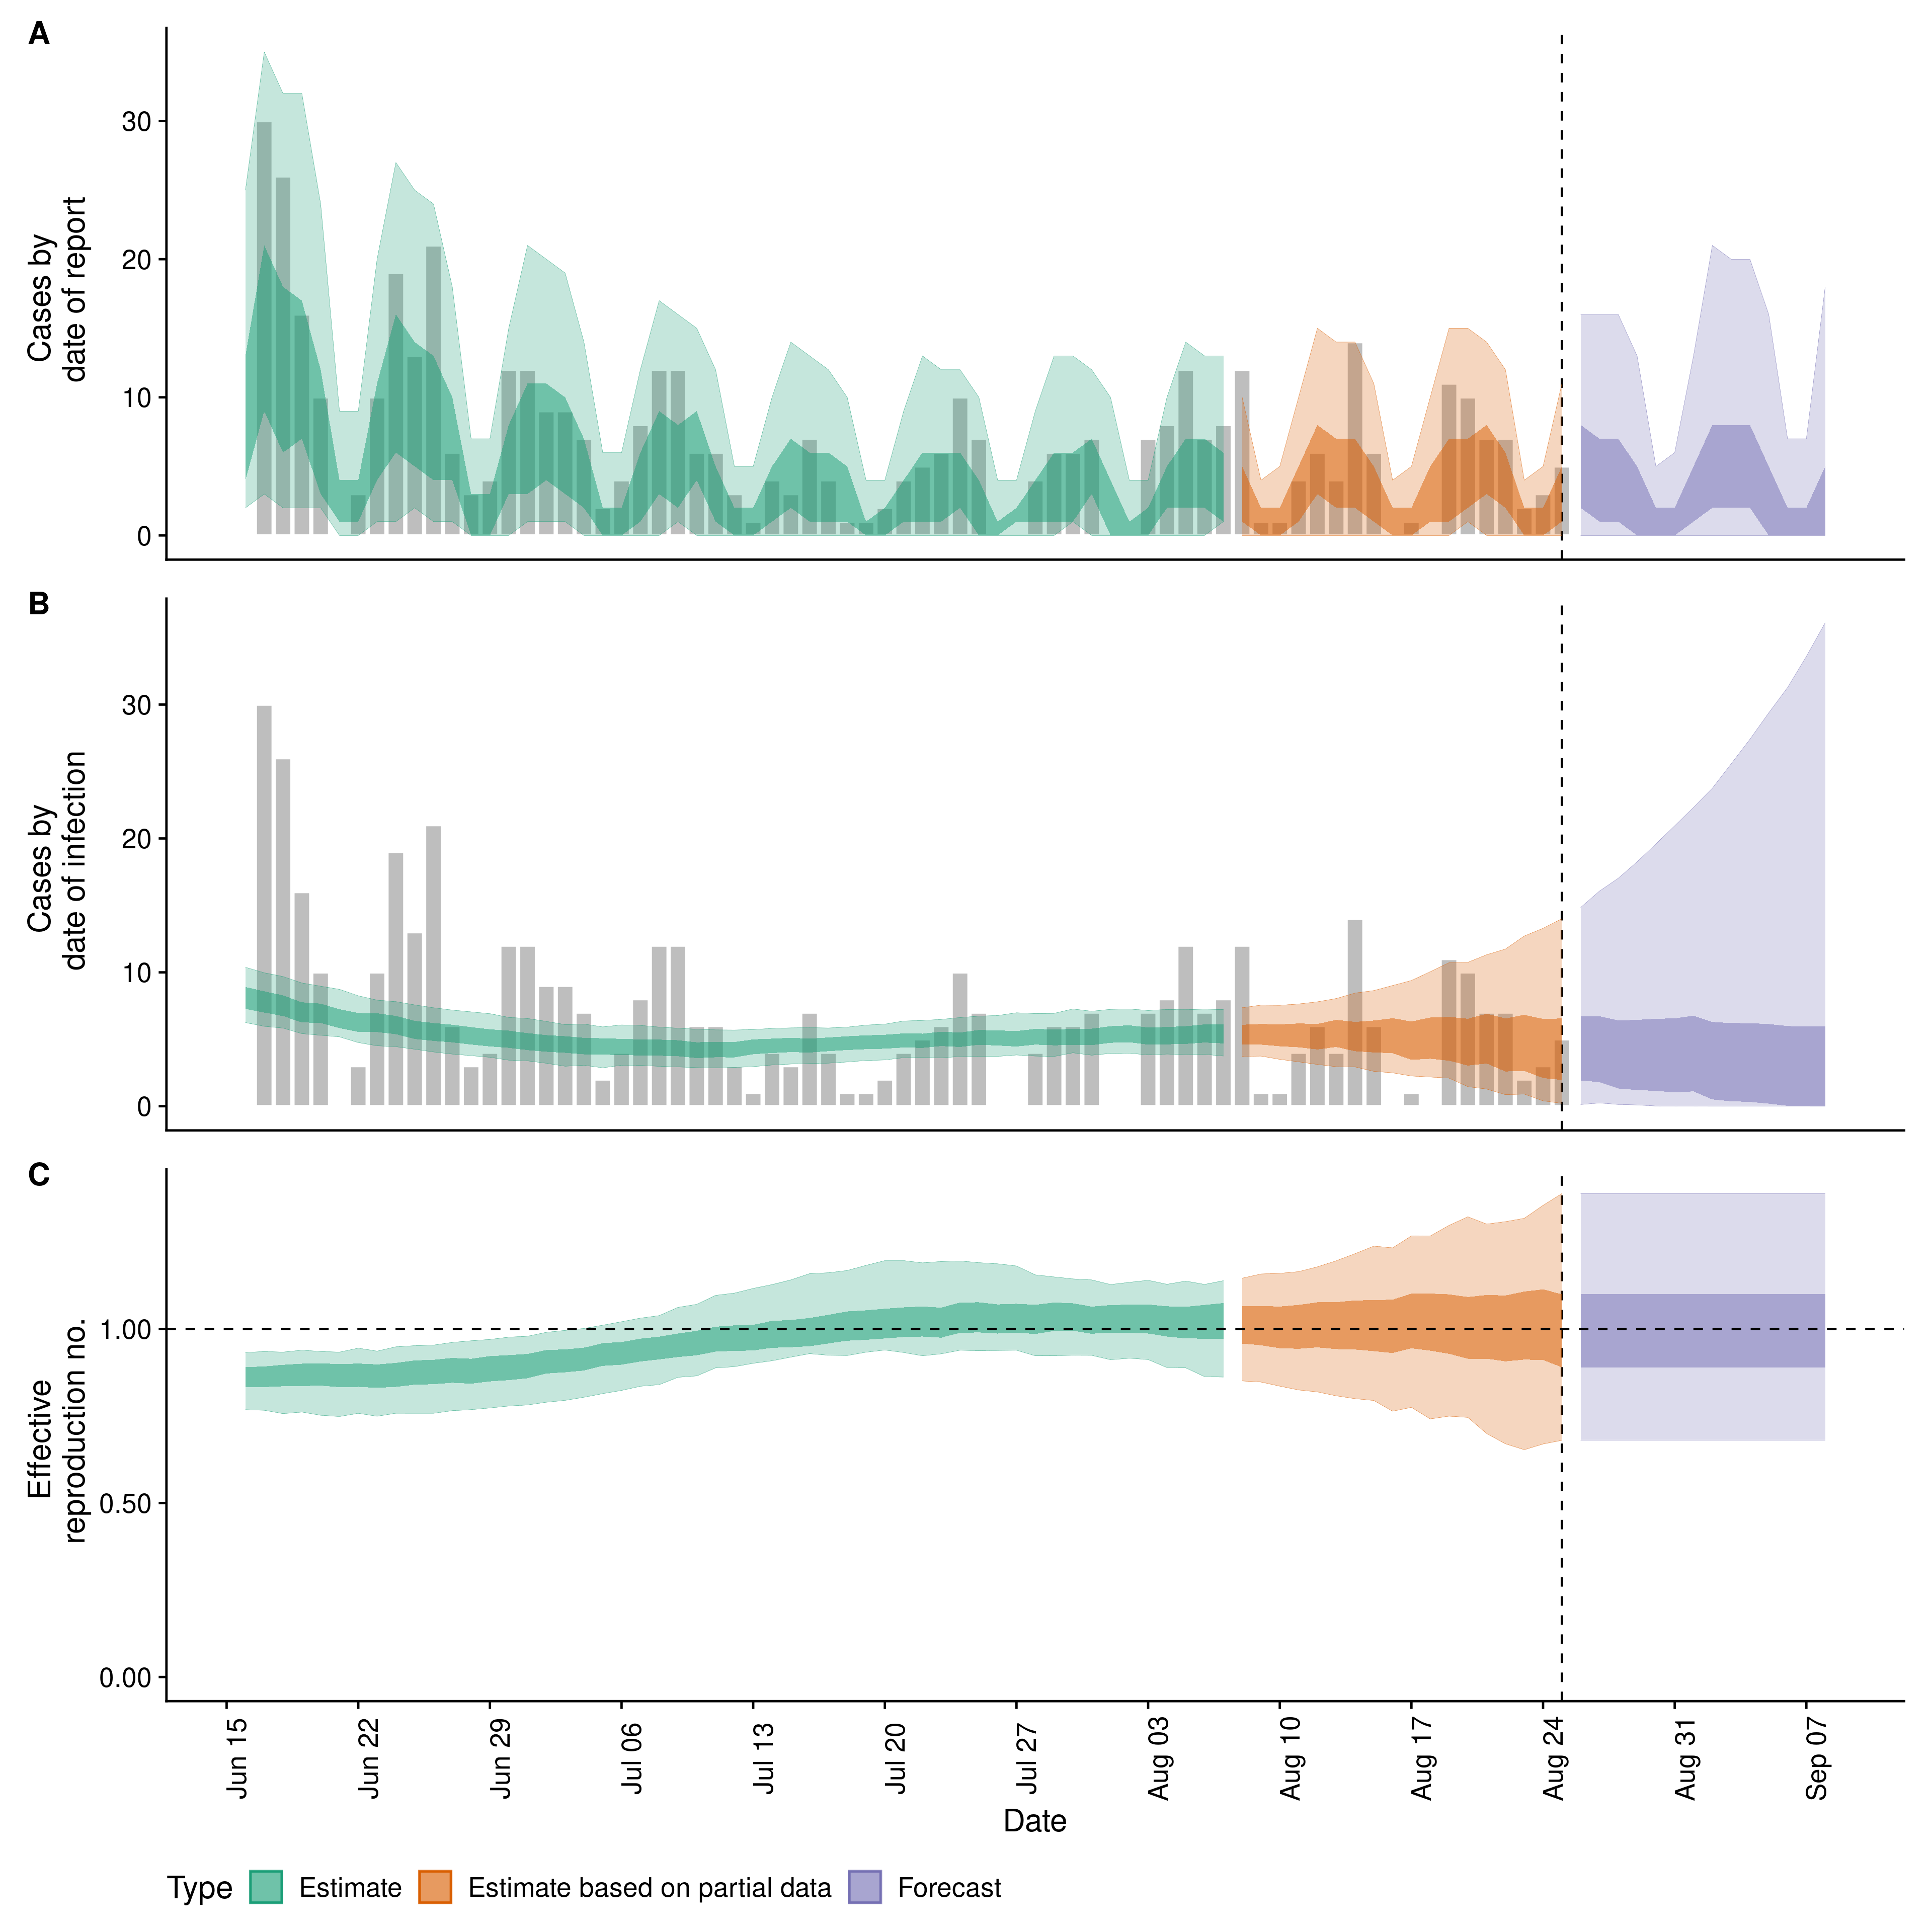 A
Cases by
date of report
30
20
10
0
B
Cases by
date of infection
30
20
10
0
C
Effective
reproduction no.
1.00
0.50
0.00
Jun 15
Jun 22
Jun 29
Jul 06
Jul 13
Jul 20
Jul 27
Aug 03
Aug 10
Aug 17
Aug 24
Aug 31
Sep 07
Date
Type
Estimate
Estimate based on partial data
Forecast